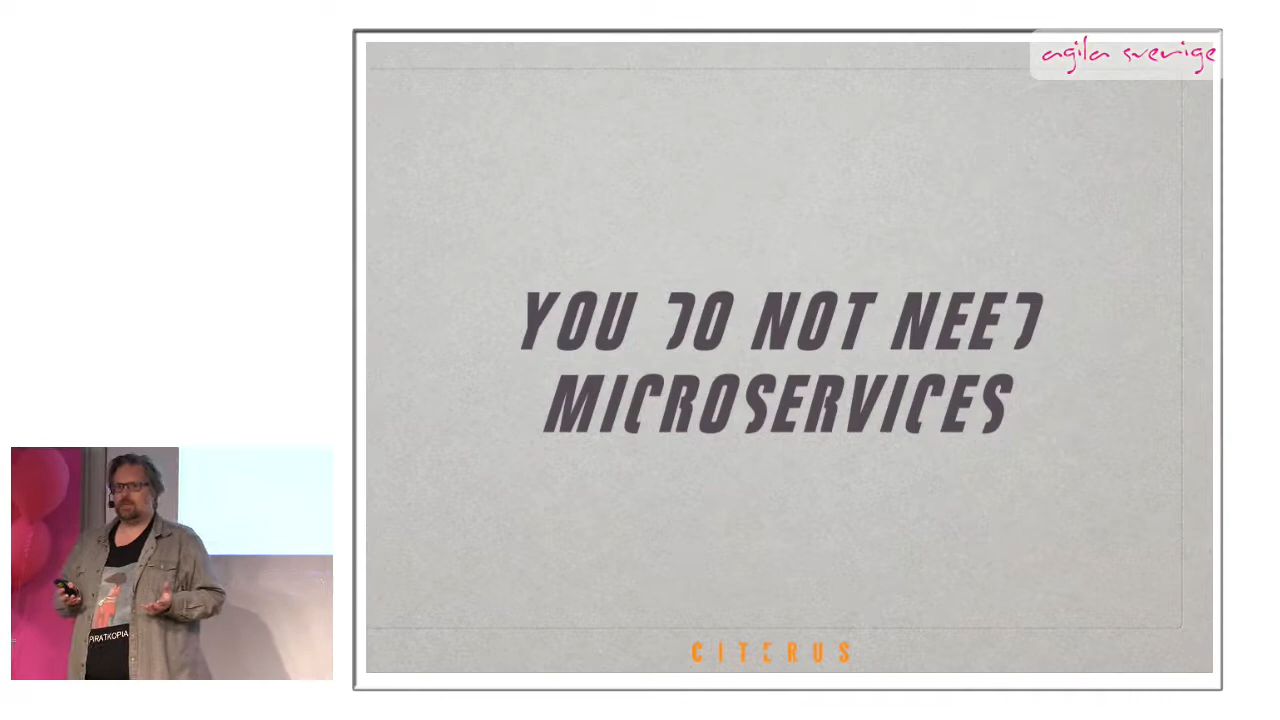 agila sverige
YOU DO NOT NEED
MICROSERVICES
CITERUS
PIRATKOPIA